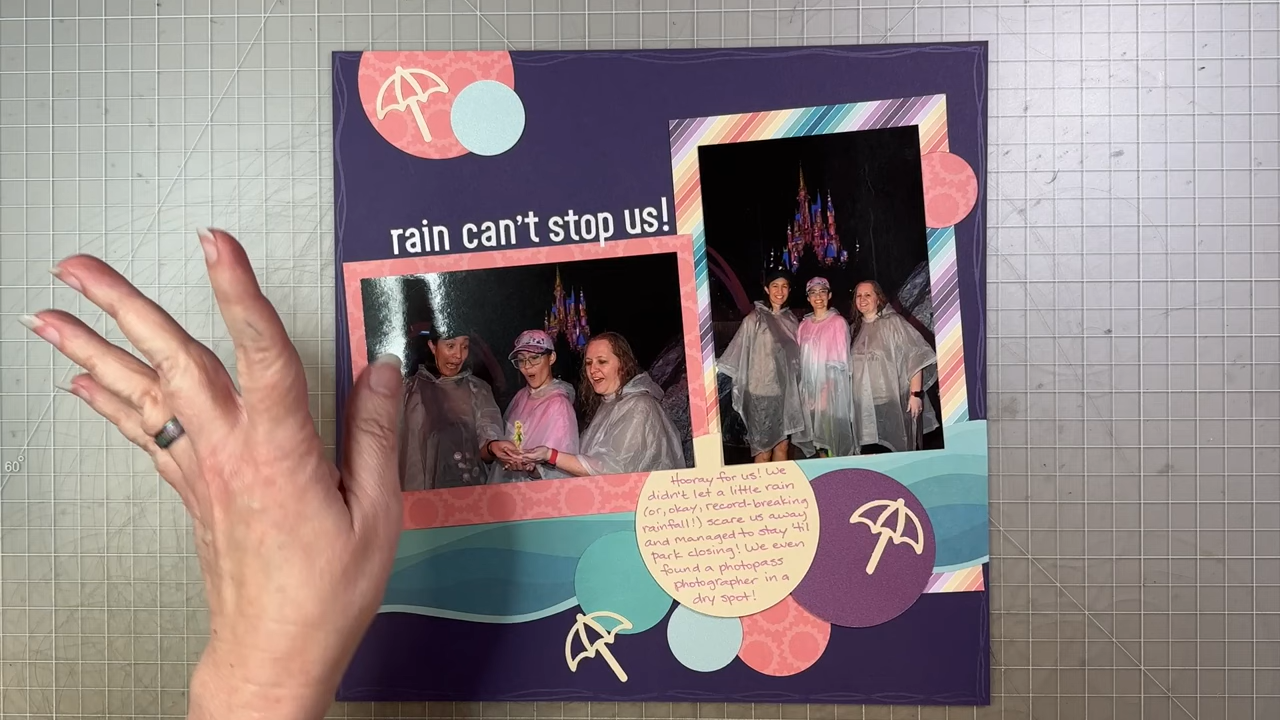 rain can't stop us!
Hooray for us! We
didn't let a little rain
(or, okay, record-breaking
rainfall!) scare us away
and managed to stay 'til
park closing! We even
found a photopass
photographer in a
dry spot!
60°